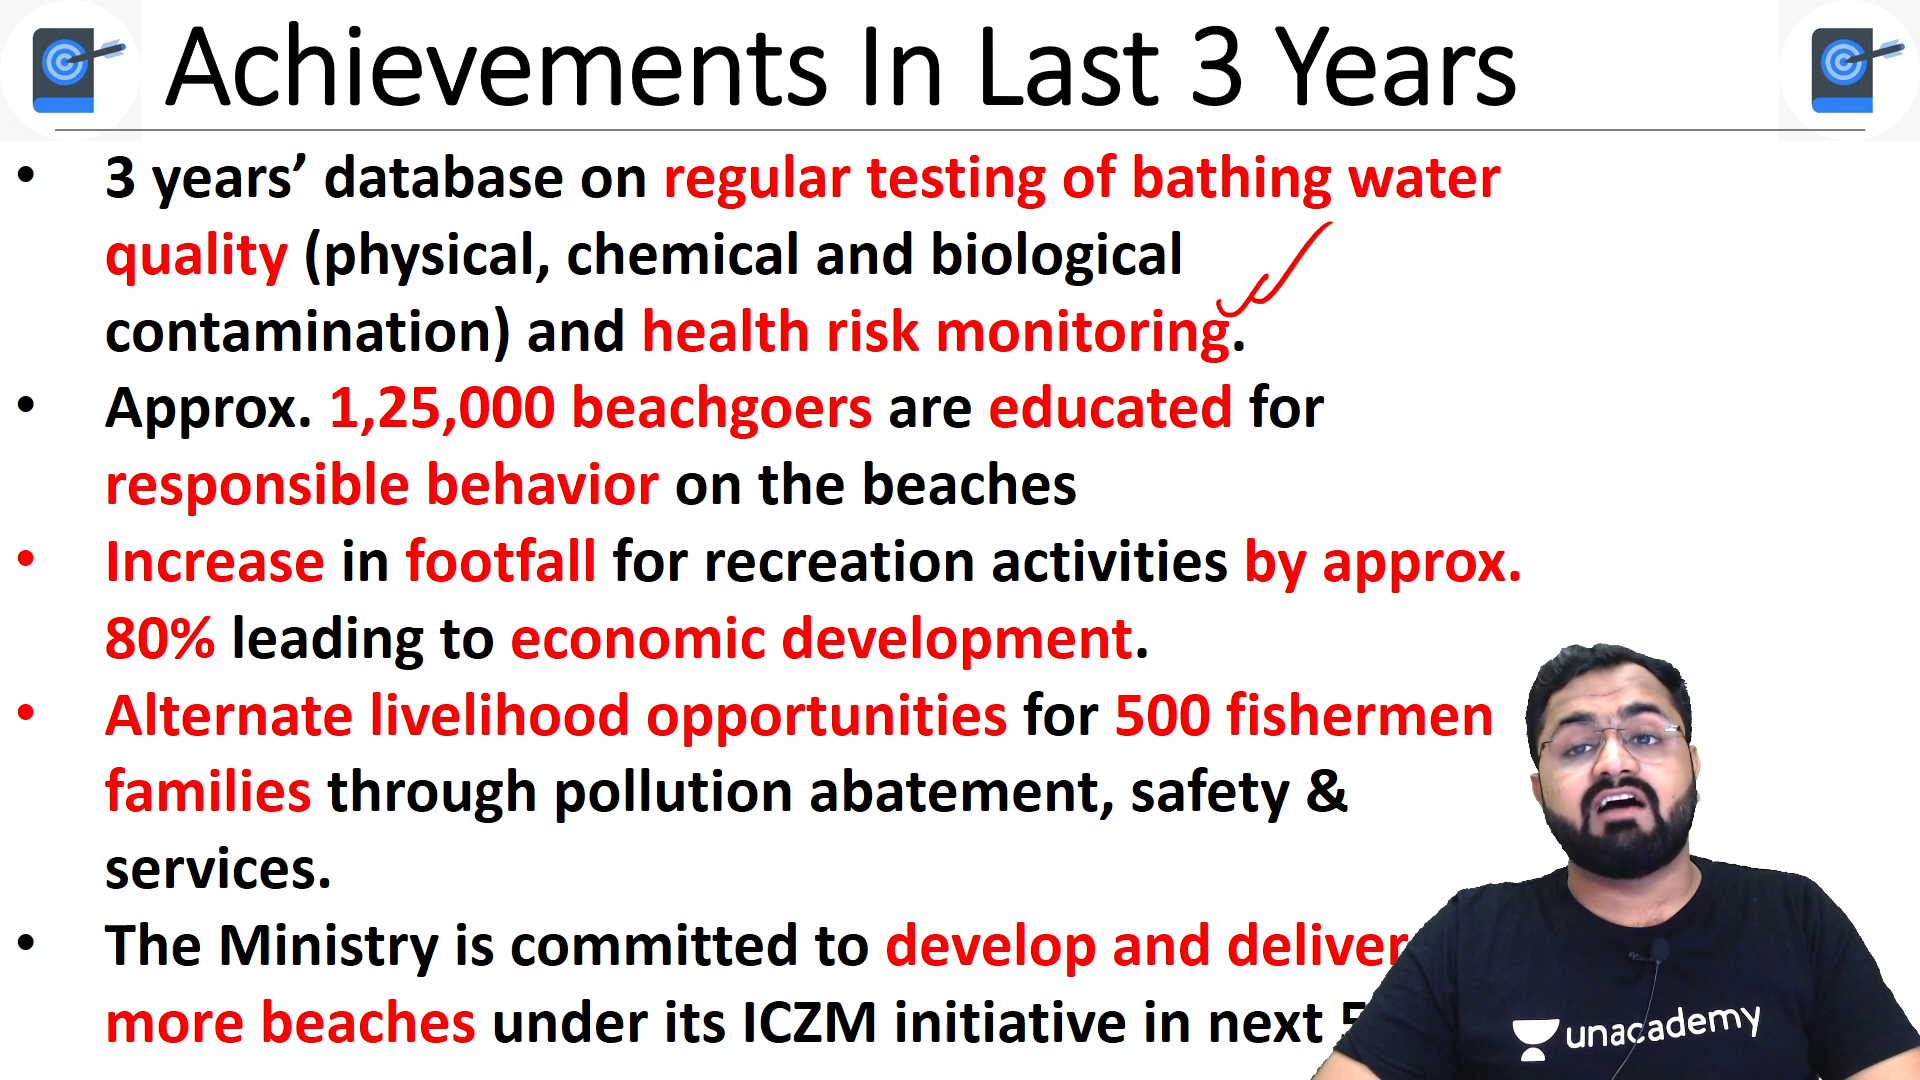 Achievements In Last 3 Years
• 3 years’ database on regular testing of bathing water
quality (physical, chemical and biological
contamination) and health risk monitoring.
• Approx. 1,25,000 beachgoers are educated for
responsible behavior on the beaches
• Increase in footfall for recreation activities by approx.
80% leading to economic development.
• Alternate livelihood opportunities for 500 fishermen
families through pollution abatement, safety &
services.
• The Ministry is committed to develop and deliver
more beaches under its ICZM initiative in next
unacademy